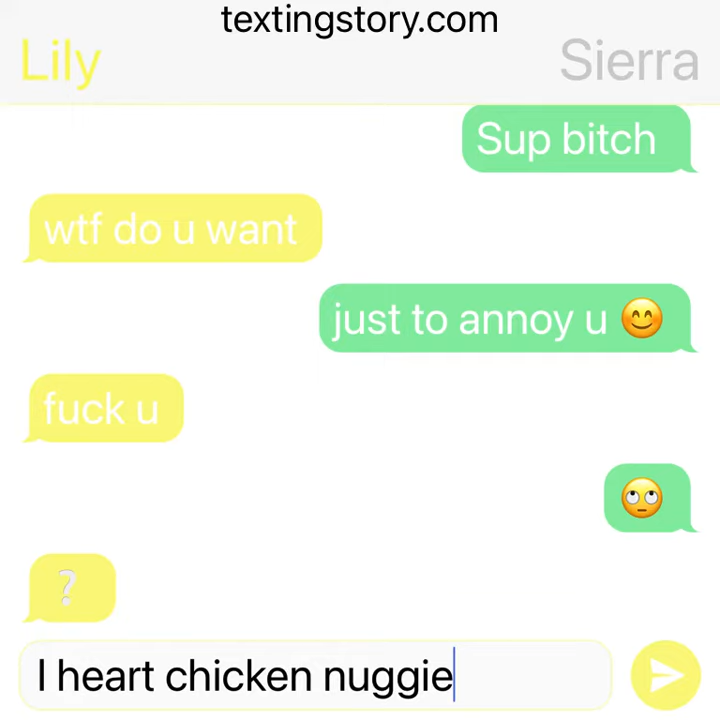 textingstory.com
Lily Sierra
Sup bitch
wtf do u want
just to annoy u 😊
fuck u
🙄
❔
I heart chicken nuggie